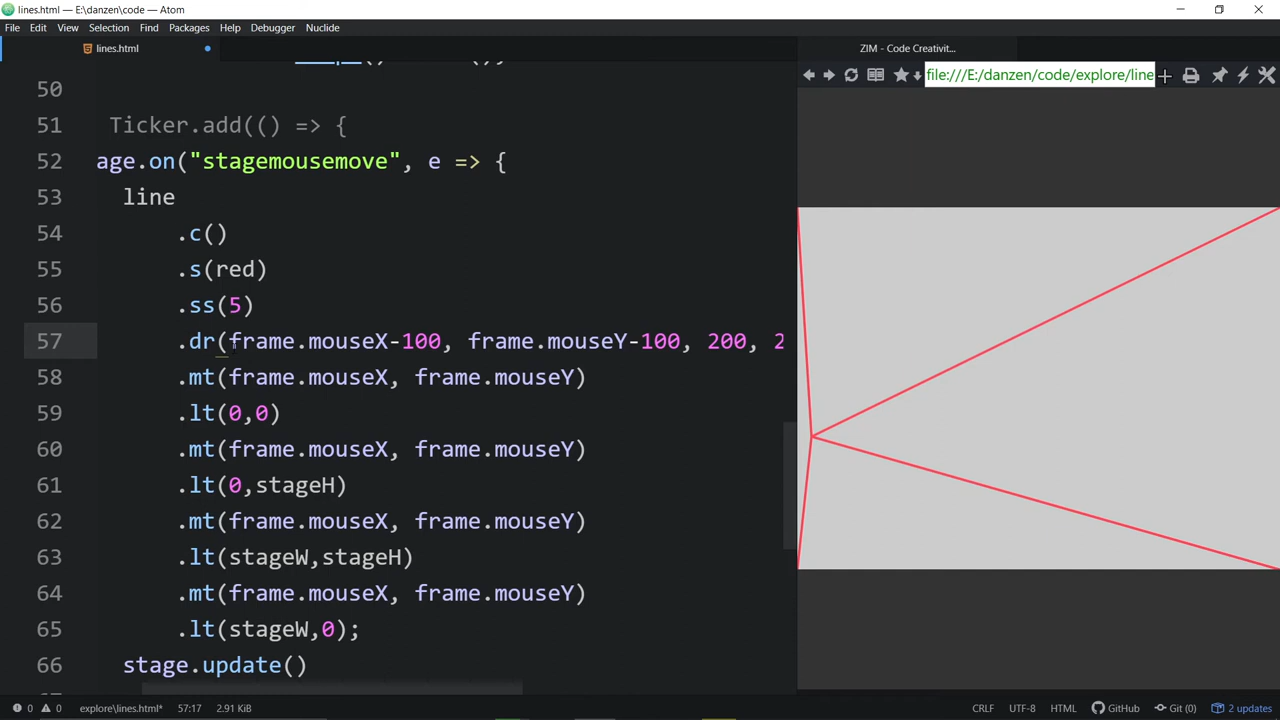 lines.html — E:\danzen\code — Atom
File Edit View Selection Find Packages Help Debugger Nuclide
lines.html
ZIM - Code Creativit...
file:///E:/danzen/code/explore/line
50
51 Ticker.add(() => {
52 age.on("stagemousemove", e => {
53 line
54 .c()
55 .s(red)
56 .ss(5)
57 .dr(frame.mouseX-100, frame.mouseY-100, 200, 2
58 .mt(frame.mouseX, frame.mouseY)
59 .lt(0,0)
60 .mt(frame.mouseX, frame.mouseY)
61 .lt(0,stageH)
62 .mt(frame.mouseX, frame.mouseY)
63 .lt(stageW,stageH)
64 .mt(frame.mouseX, frame.mouseY)
65 .lt(stageW,0);
66 stage.update()
0 0 explore\lines.html* 57:17 2.91 KiB CRLF UTF-8 HTML GitHub Git (0) 2 updates